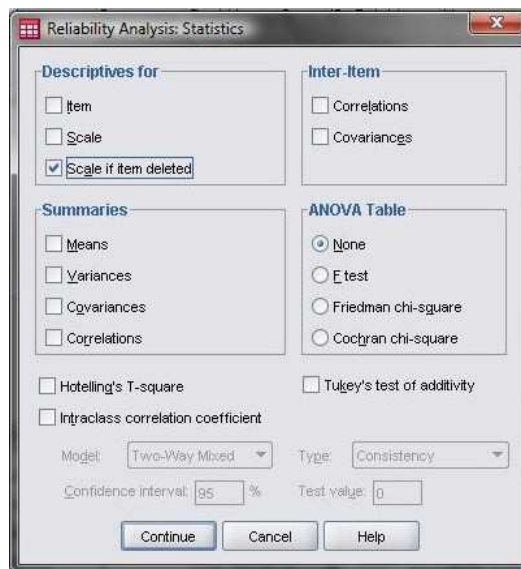 Reliability Analysis: Statistics
Descriptives for
Item
Scale
Scale if item deleted
Inter-Item
Correlations
Covariances
Summaries
Means
Variances
Covariances
Correlations
ANOVA Table
None
F test
Friedman chi-square
Cochran chi-square
Hotelling's T-square
Tukey's test of additivity
Intraclass correlation coefficient
Model: Two-Way Mixed Type: Consistency
Confidence interval: 95 % Test value: 0
Continue Cancel Help